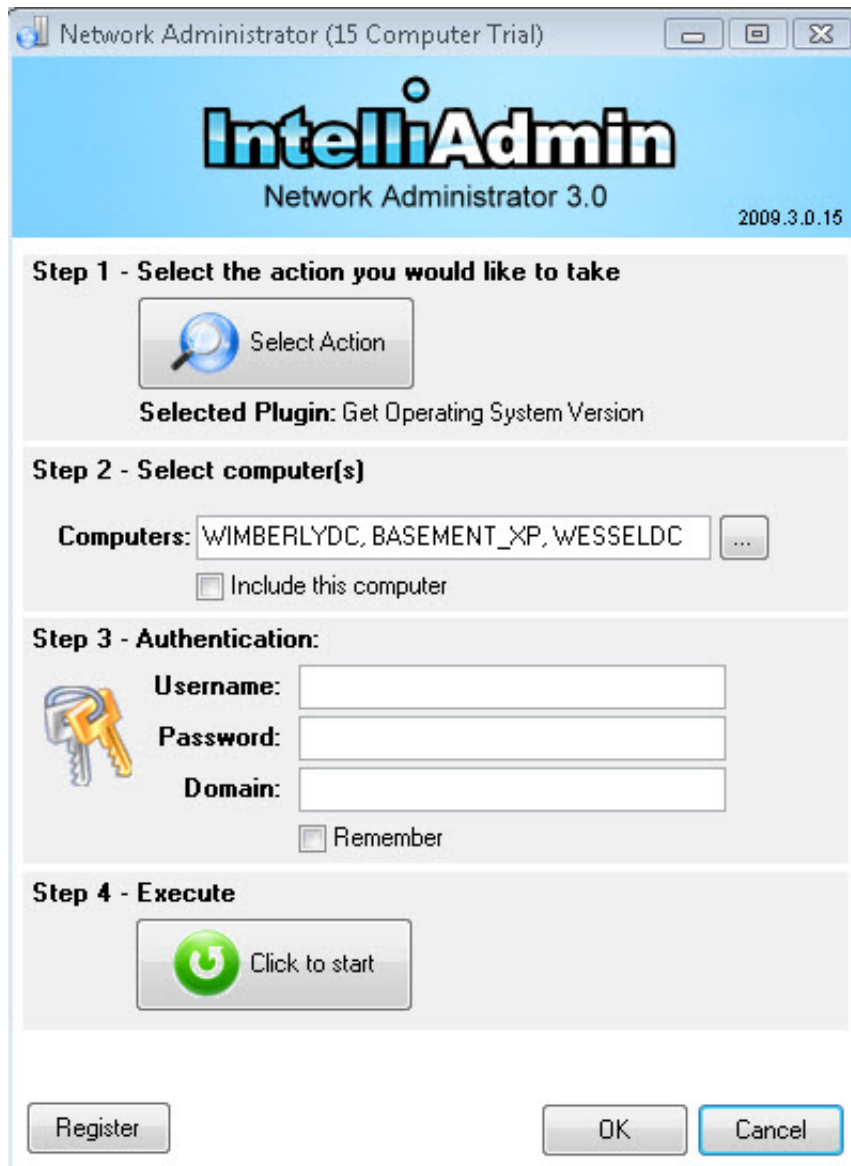 Network Administrator (15 Computer Trial)
IntelliAdmin
Network Administrator 3.0
2009.3.0.15
Step 1 - Select the action you would like to take
Select Action
Selected Plugin: Get Operating System Version
Step 2 - Select computer(s)
Computers: WIMBERLYDC, BASEMENT_XP, WESSELDC ...
Include this computer
Step 3 - Authentication:
Username:
Password:
Domain:
Remember
Step 4 - Execute
Click to start
Register OK Cancel